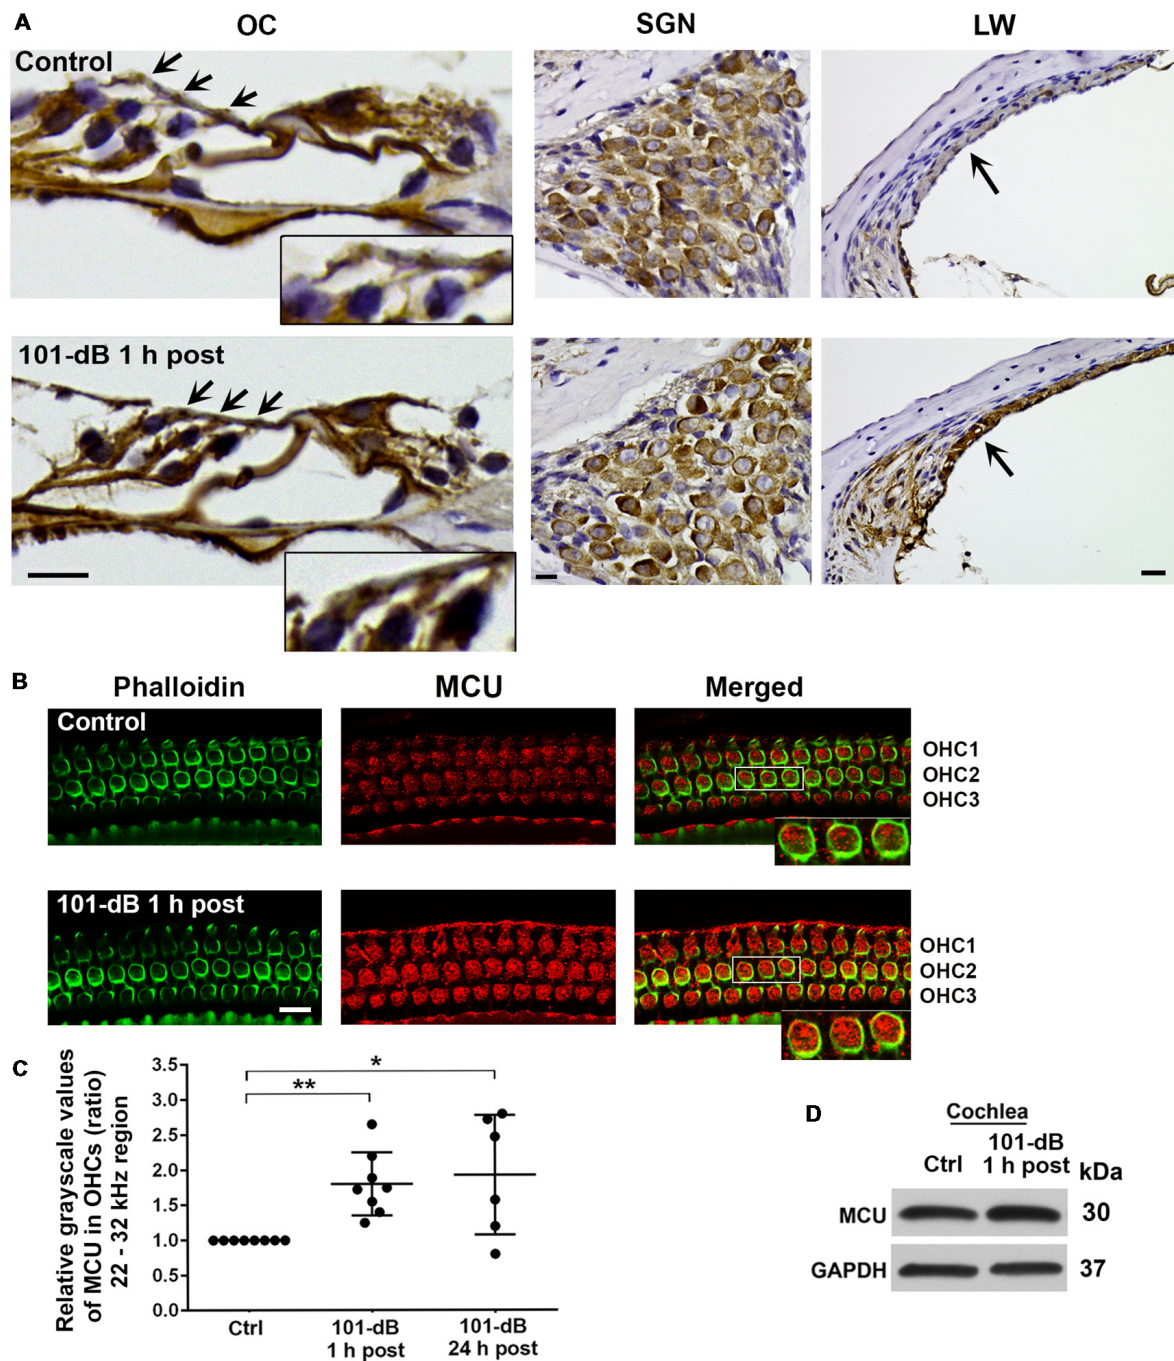 A
OC
SGN
LW
Control
101-dB 1 h post
B
Phalloidin
MCU
Merged
Control
OHC1
OHC2
OHC3
101-dB 1 h post
OHC1
OHC2
OHC3
C
Relative grayscale values
of MCU in OHCs (ratio)
22 - 32 kHz region
3.5
3.0
2.5
2.0
1.5
1.0
0.5
0.0
**
*
Ctrl
101-dB
1 h post
101-dB
24 h post
D
Cochlea
Ctrl
101-dB
1 h post
kDa
MCU
30
GAPDH
37